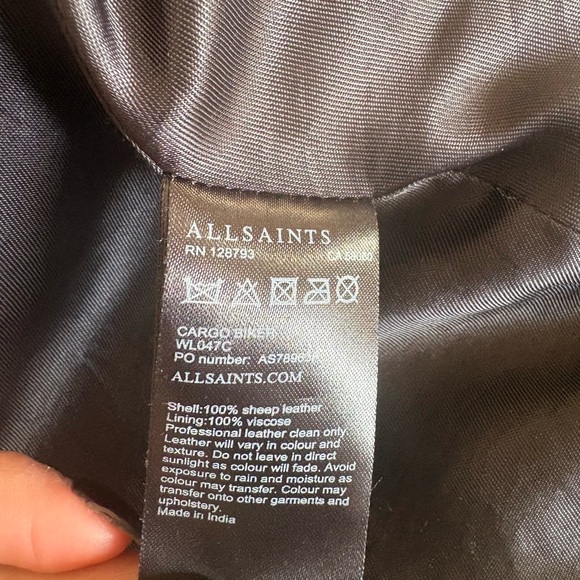 ALLSAINTS
RN 128793 CA
CARGO BIKER
WL047C
PO number:
ALLSAINTS.COM
Shell:100% sheep leather
Lining:100% viscose
Professional leather clean only.
Leather will vary in colour and
texture. Do not leave in direct
sunlight as colour will fade. Avoid
exposure to rain and moisture as
colour may transfer. Colour may
transfer onto other garments and
upholstery.
Made in India